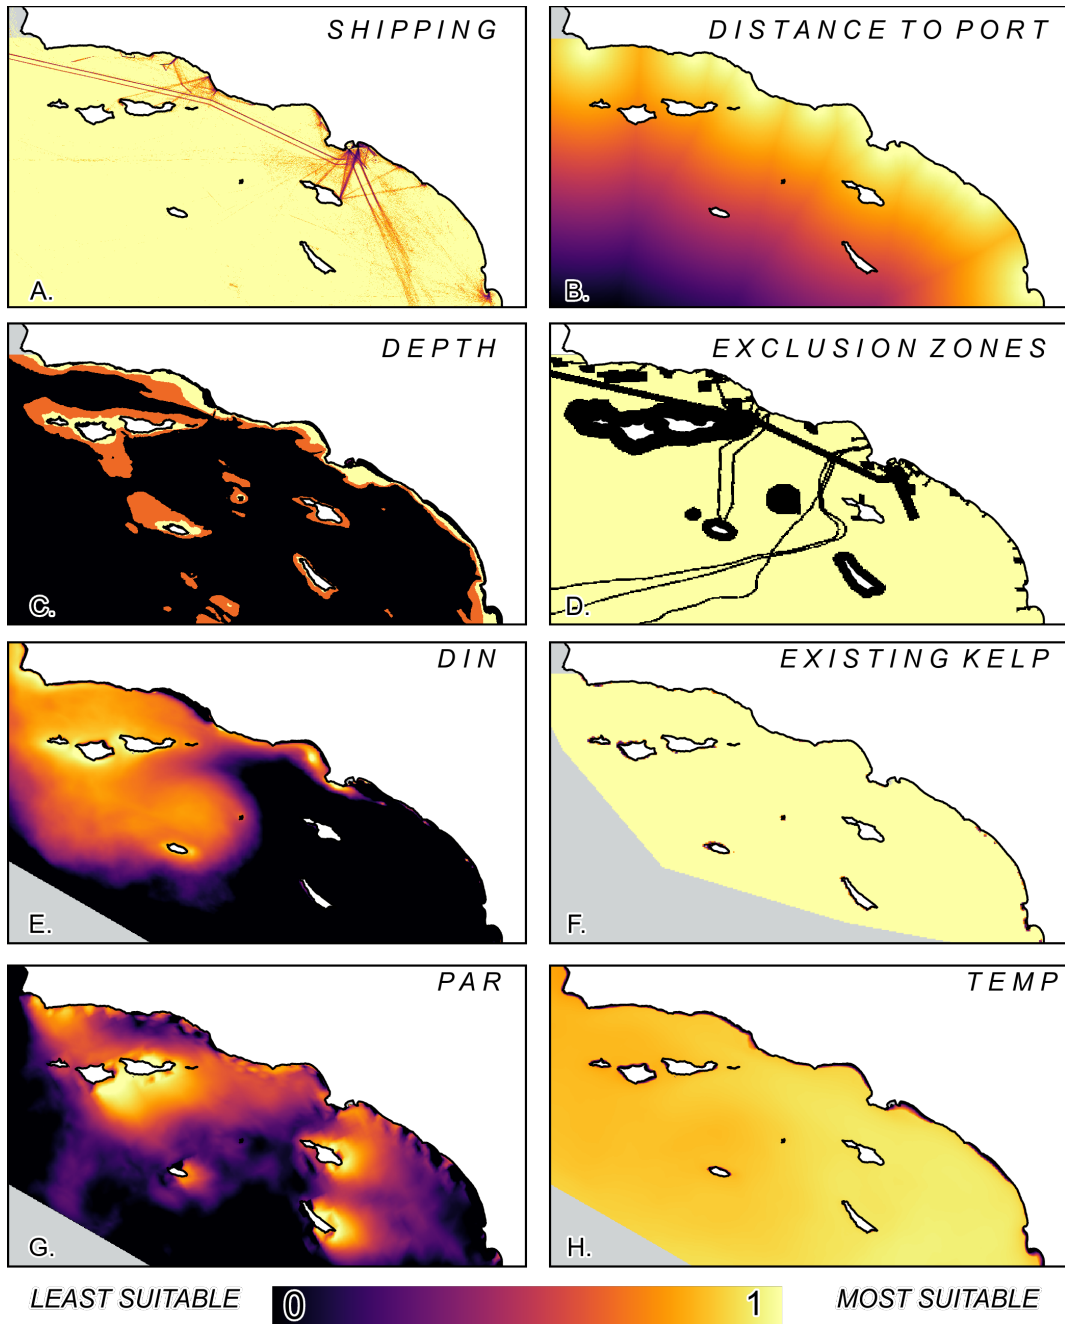 SHIPPING
A.
DISTANCE TO PORT
B.
DEPTH
C.
EXCLUSION ZONES
D.
DIN
E.
EXISTING KELP
F.
PAR
G.
TEMP
H.
LEAST SUITABLE 0 1 MOST SUITABLE